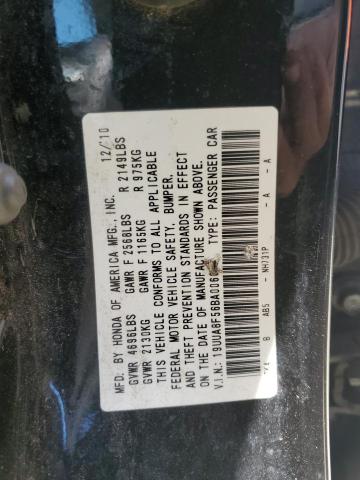 MFG. BY HONDA OF AMERICA MFG., INC. 12/10
GVWR 4696LBS GAWR F 2568LBS R 2149LBS
GVWR 2130KG GAWR F 1165KG R 975KG
THIS VEHICLE CONFORMS TO ALL APPLICABLE
FEDERAL MOTOR VEHICLE SAFETY, BUMPER,
AND THEFT PREVENTION STANDARDS IN EFFECT
ON THE DATE OF MANUFACTURE SHOWN ABOVE.
V.I.N.: 19UUA8F56BA006 TYPE: PASSENGER CAR
B AB5 - NH731P - A - A